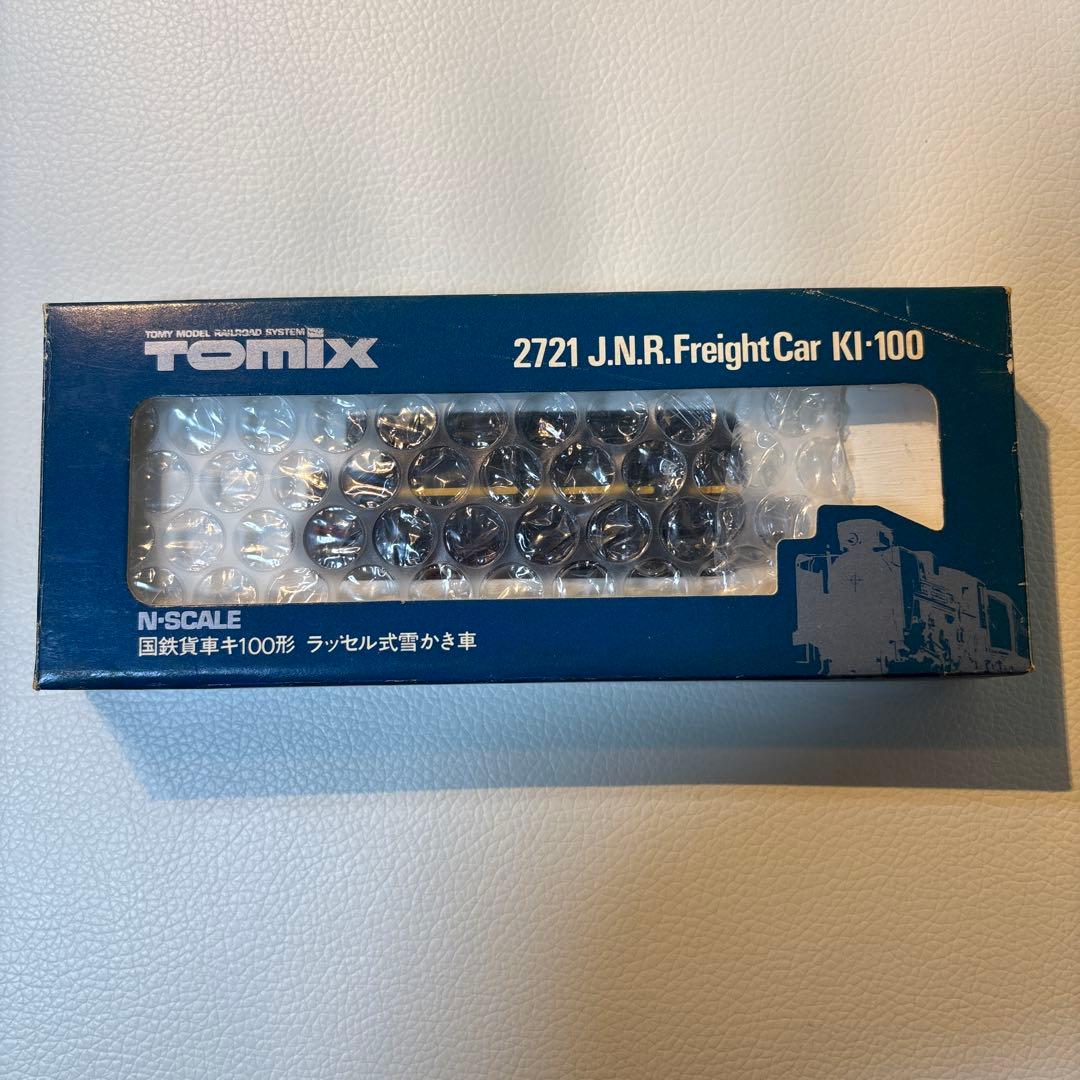 TOMY MODEL RAILROAD SYSTEM
TOMIX
2721 J.N.R. Freight Car KI·100
N·SCALE
国鉄貨車キ100形 ラッセル式雪かき車